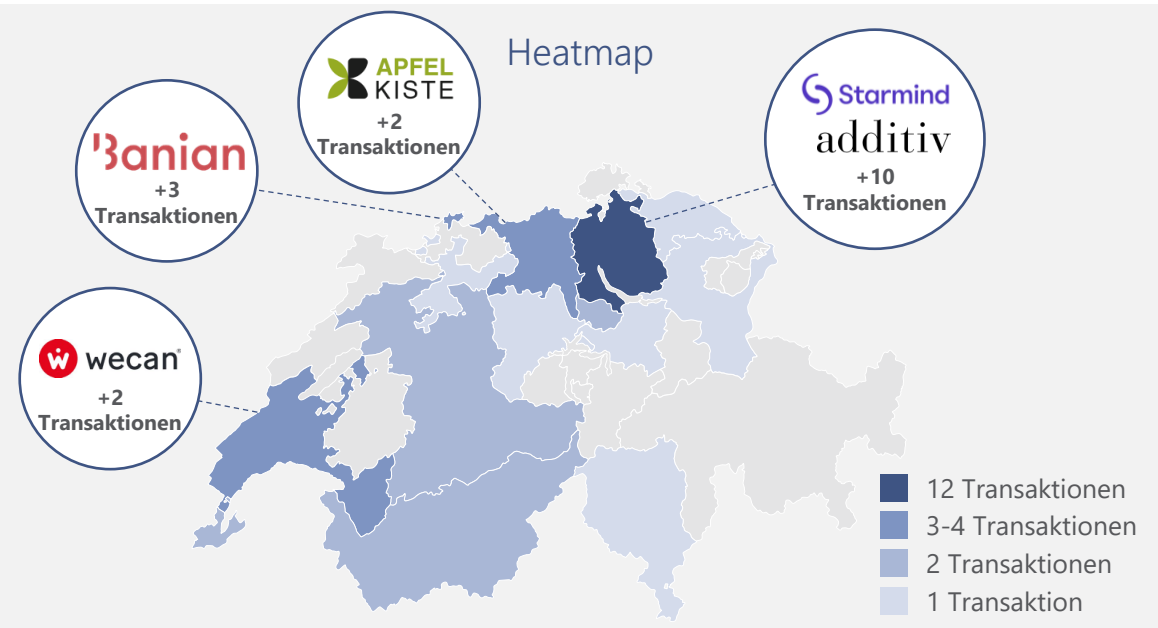 Heatmap
APFEL
KISTE
+2
Transaktionen
Starmind
additiv
+10
Transaktionen
Banian
+3
Transaktionen
wecan
+2
Transaktionen
12 Transaktionen
3-4 Transaktionen
2 Transaktionen
1 Transaktion